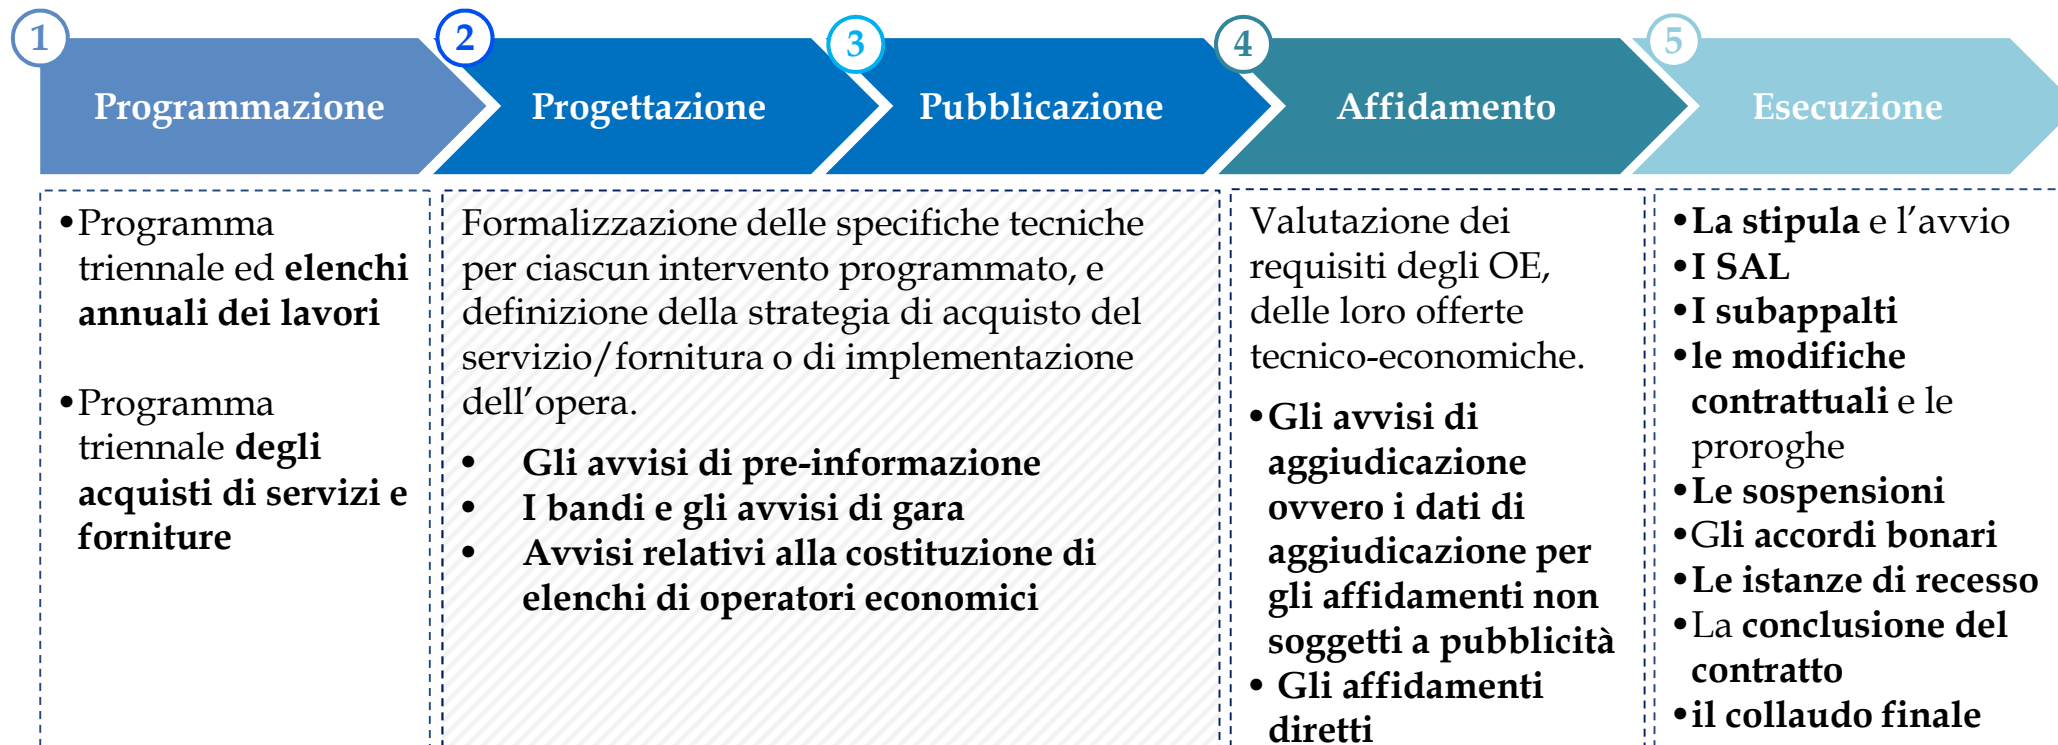 1
Programmazione
2
Progettazione
3
Pubblicazione
4
Affidamento
5
Esecuzione
•Programma
triennale ed elenchi
annuali dei lavori
•Programma
triennale degli
acquisti di servizi e
forniture
Formalizzazione delle specifiche tecniche
per ciascun intervento programmato, e
definizione della strategia di acquisto del
servizio/fornitura o di implementazione
dell’opera.
• Gli avvisi di pre-informazione
• I bandi e gli avvisi di gara
• Avvisi relativi alla costituzione di
elenchi di operatori economici
Valutazione dei
requisiti degli OE,
delle loro offerte
tecnico-economiche.
•Gli avvisi di
aggiudicazione
ovvero i dati di
aggiudicazione per
gli affidamenti non
soggetti a pubblicità
• Gli affidamenti
diretti
•La stipula e l’avvio
•I SAL
•I subappalti
•le modifiche
contrattuali e le
proroghe
•Le sospensioni
•Gli accordi bonari
•Le istanze di recesso
•La conclusione del
contratto
•il collaudo finale